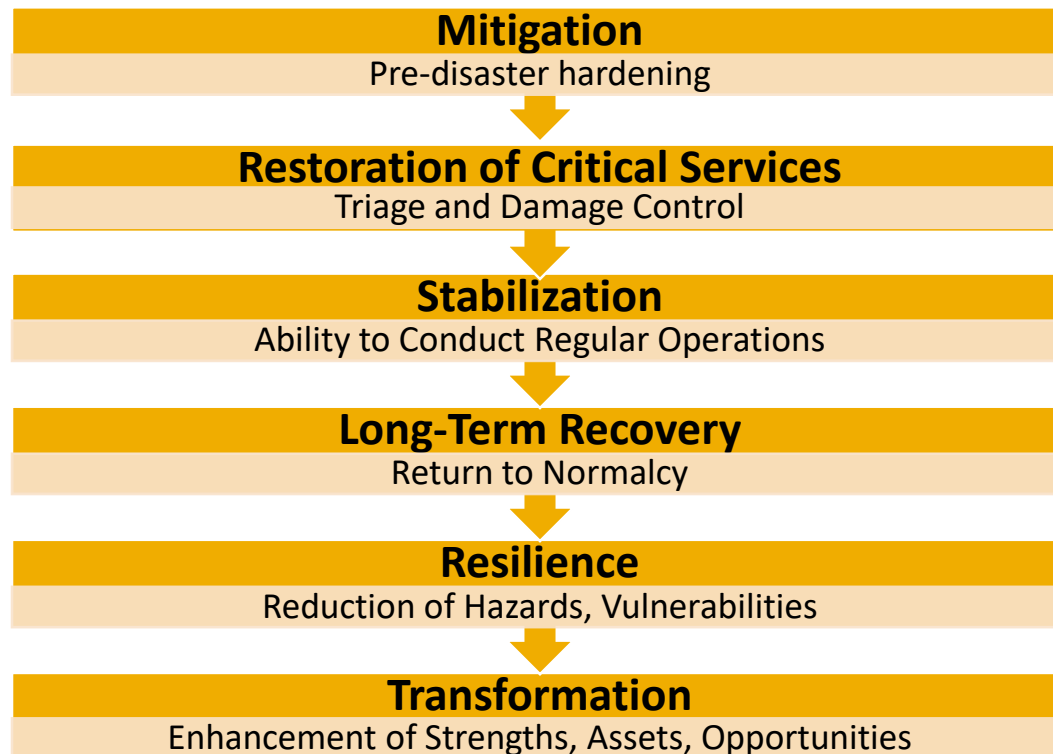 Mitigation
Pre-disaster hardening
Restoration of Critical Services
Triage and Damage Control
Stabilization
Ability to Conduct Regular Operations
Long-Term Recovery
Return to Normalcy
Resilience
Reduction of Hazards, Vulnerabilities
Transformation
Enhancement of Strengths, Assets, Opportunities